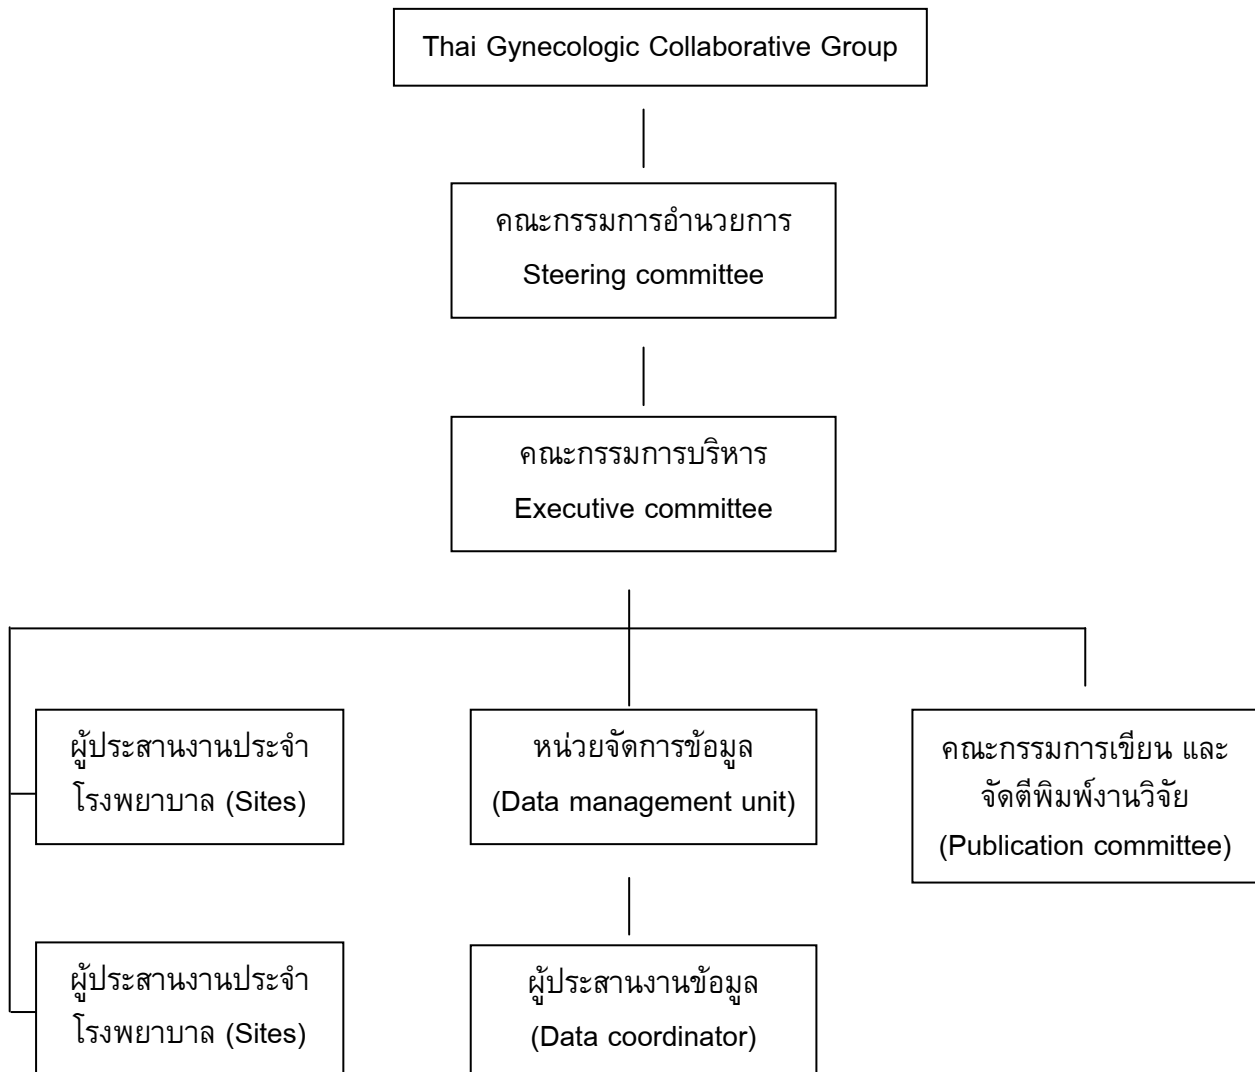 Thai Gynecologic Collaborative Group
คณะกรรมการอำนวยการ
Steering committee
คณะกรรมการบริหาร
Executive committee
ผู้ประสานงานประจำ
โรงพยาบาล (Sites)
หน่วยจัดการข้อมูล
(Data management unit)
คณะกรรมการเขียน และ
จัดตีพิมพ์งานวิจัย
(Publication committee)
ผู้ประสานงานประจำ
โรงพยาบาล (Sites)
ผู้ประสานงานข้อมูล
(Data coordinator)